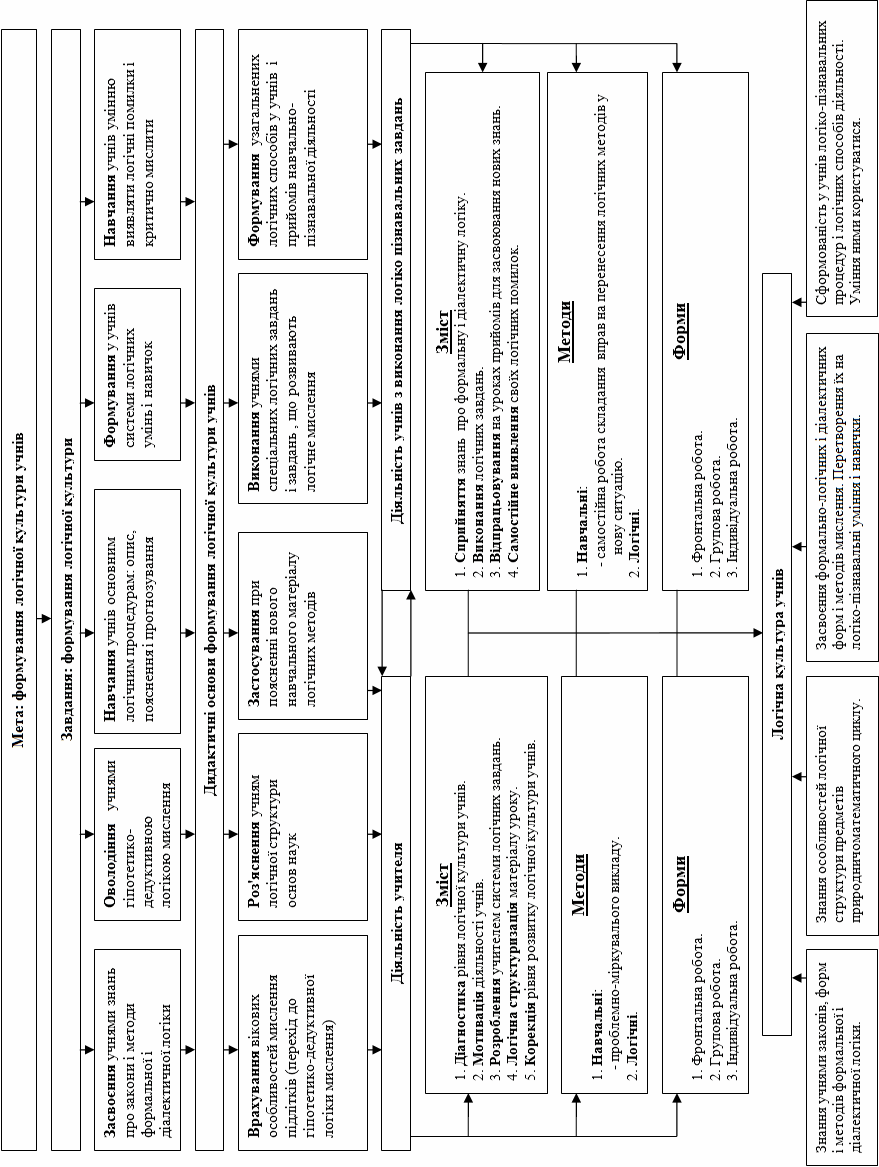 Мета: формування логічної культури учнів
Завдання: формування логічної культури
Засвоєння учнями знань
про закони і методи
формальної і
діалектичної логіки
Оволодіння учнями
гіпотетико-
дедуктивною
логікою мислення
Навчання учнів основним
логічним процедурам: опис,
пояснення і прогнозування
Формування у учнів
системи логічних
умінь і навичок
Навчання учнів умінню
виявляти логічні помилки і
критично мислити
Дидактичні основи формування логічної культури учнів
Врахування вікових
особливостей мислення
підлітків (перехід до
гіпотетико-дедуктивної
логіки мислення)
Роз'яснення учням
логічної структури
основ наук
Застосування при
поясненні нового
навчального матеріалу
логічних методів
Виконання учнями
спеціальних логічних завдань
і завдань , що розвивають
логічне мислення
Формування узагальнених
логічних способів у учнів і
прийомів навчально-
пізнавальної діяльності
Діяльність учителя
Зміст
1. Діагностика рівня логічної культури учнів.
2. Мотивація діяльності учнів.
3. Розроблення учителем системи логічних завдань.
4. Логічна структуризація матеріалу уроку.
5. Корекція рівня розвитку логічної культури учнів.
Методи
1. Навчальні:
- проблемно-міркувального викладу.
2. Логічні.
Форми
1. Фронтальна робота.
2. Групова робота.
3. Індивідуальна робота.
Діяльність учнів з виконання логіко пізнавальних завдань
Зміст
1. Сприйняття знань про формальну і діалектичну логіку.
2. Виконання логічних завдань.
3. Відпрацьовування на уроках прийомів для засвоювання нових знань.
4. Самостійне виявлення своїх логічних помилок.
Методи
1. Навчальні:
- самостійна робота складання вправ на перенесення логічних методів у
нову ситуацію.
2. Логічні.
Форми
1. Фронтальна робота.
2. Групова робота.
3. Індивідуальна робота.
Логічна культура учнів
Знання учнями законів, форм
і методів формальної і
діалектичної логіки.
Знання особливостей логічної
структури предметів
природничоматематичного циклу.
Засвоєння формально-логічних і діалектичних
форм і методів мислення. Перетворення їх на
логіко-пізнавальні уміння і навички.
Сформованість у учнів логіко-пізнавальних
процедур і логічних способів діяльності.
Уміння ними користуватися.